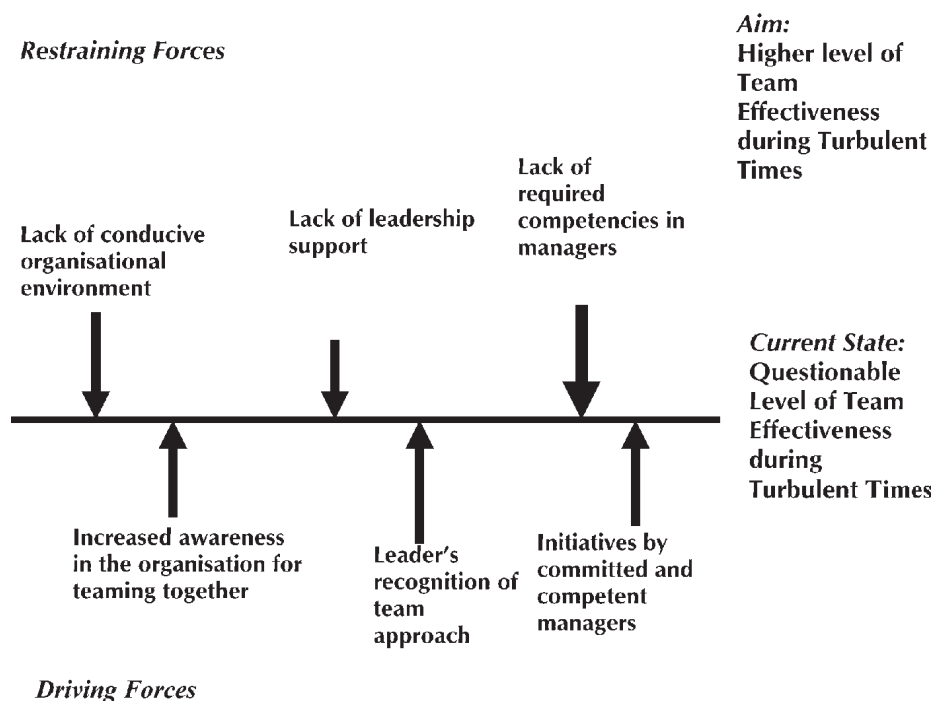 Restraining Forces
Aim:
Higher level of
Team
Effectiveness
during Turbulent
Times
Lack of conducive
organisational
environment
Lack of leadership
support
Lack of
required
competencies in
managers
Current State:
Questionable
Level of Team
Effectiveness
during
Turbulent Times
Increased awareness
in the organisation for
teaming together
Leader's
recognition of
team
approach
Initiatives by
committed and
competent
managers
Driving Forces